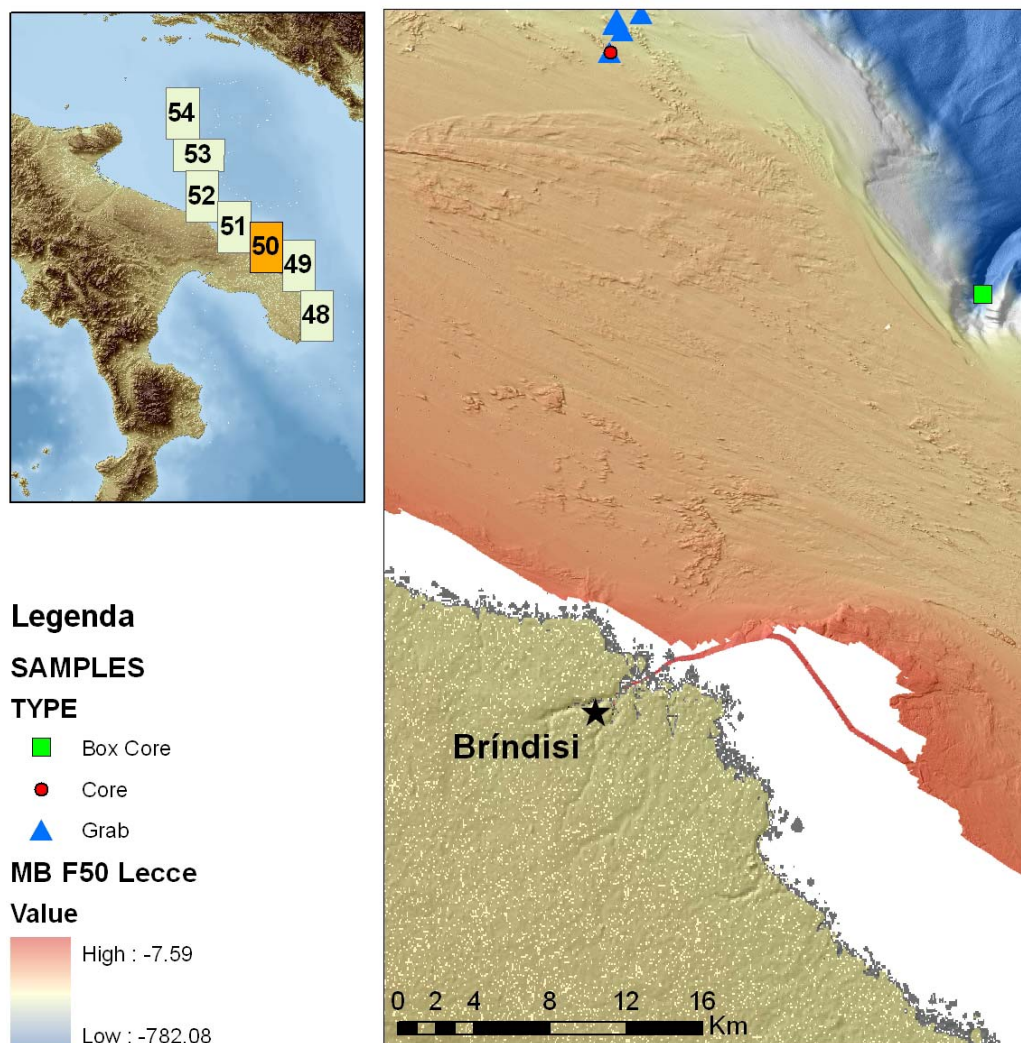 54
53
52
51
50
49
48
Legenda
SAMPLES
TYPE
Box Core
Core
Grab
MB F50 Lecce
Value
High : -7.59
Low : -782.08
Bríndisi
0 2 4 8 12 16
Km